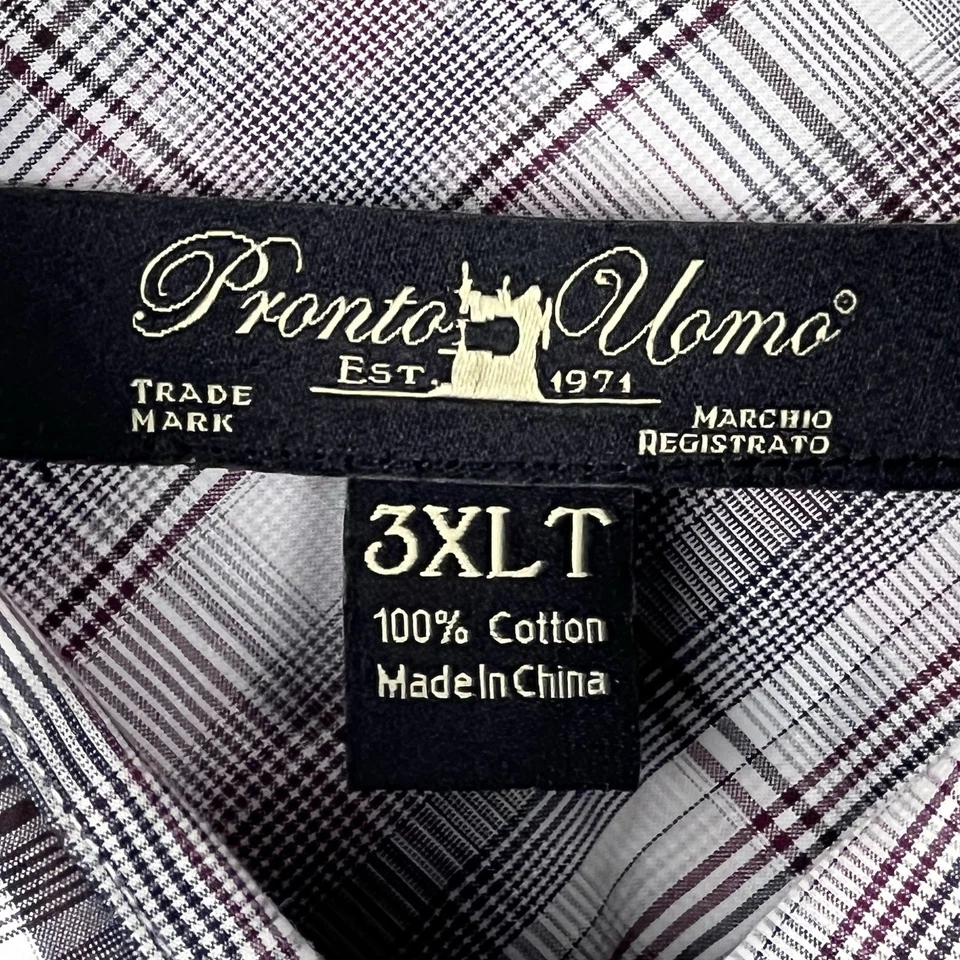 Pronto Uomo®
EST. 1971
TRADE
MARK
MARCHIO
REGISTRATO
3XLT
100% Cotton
Made In China